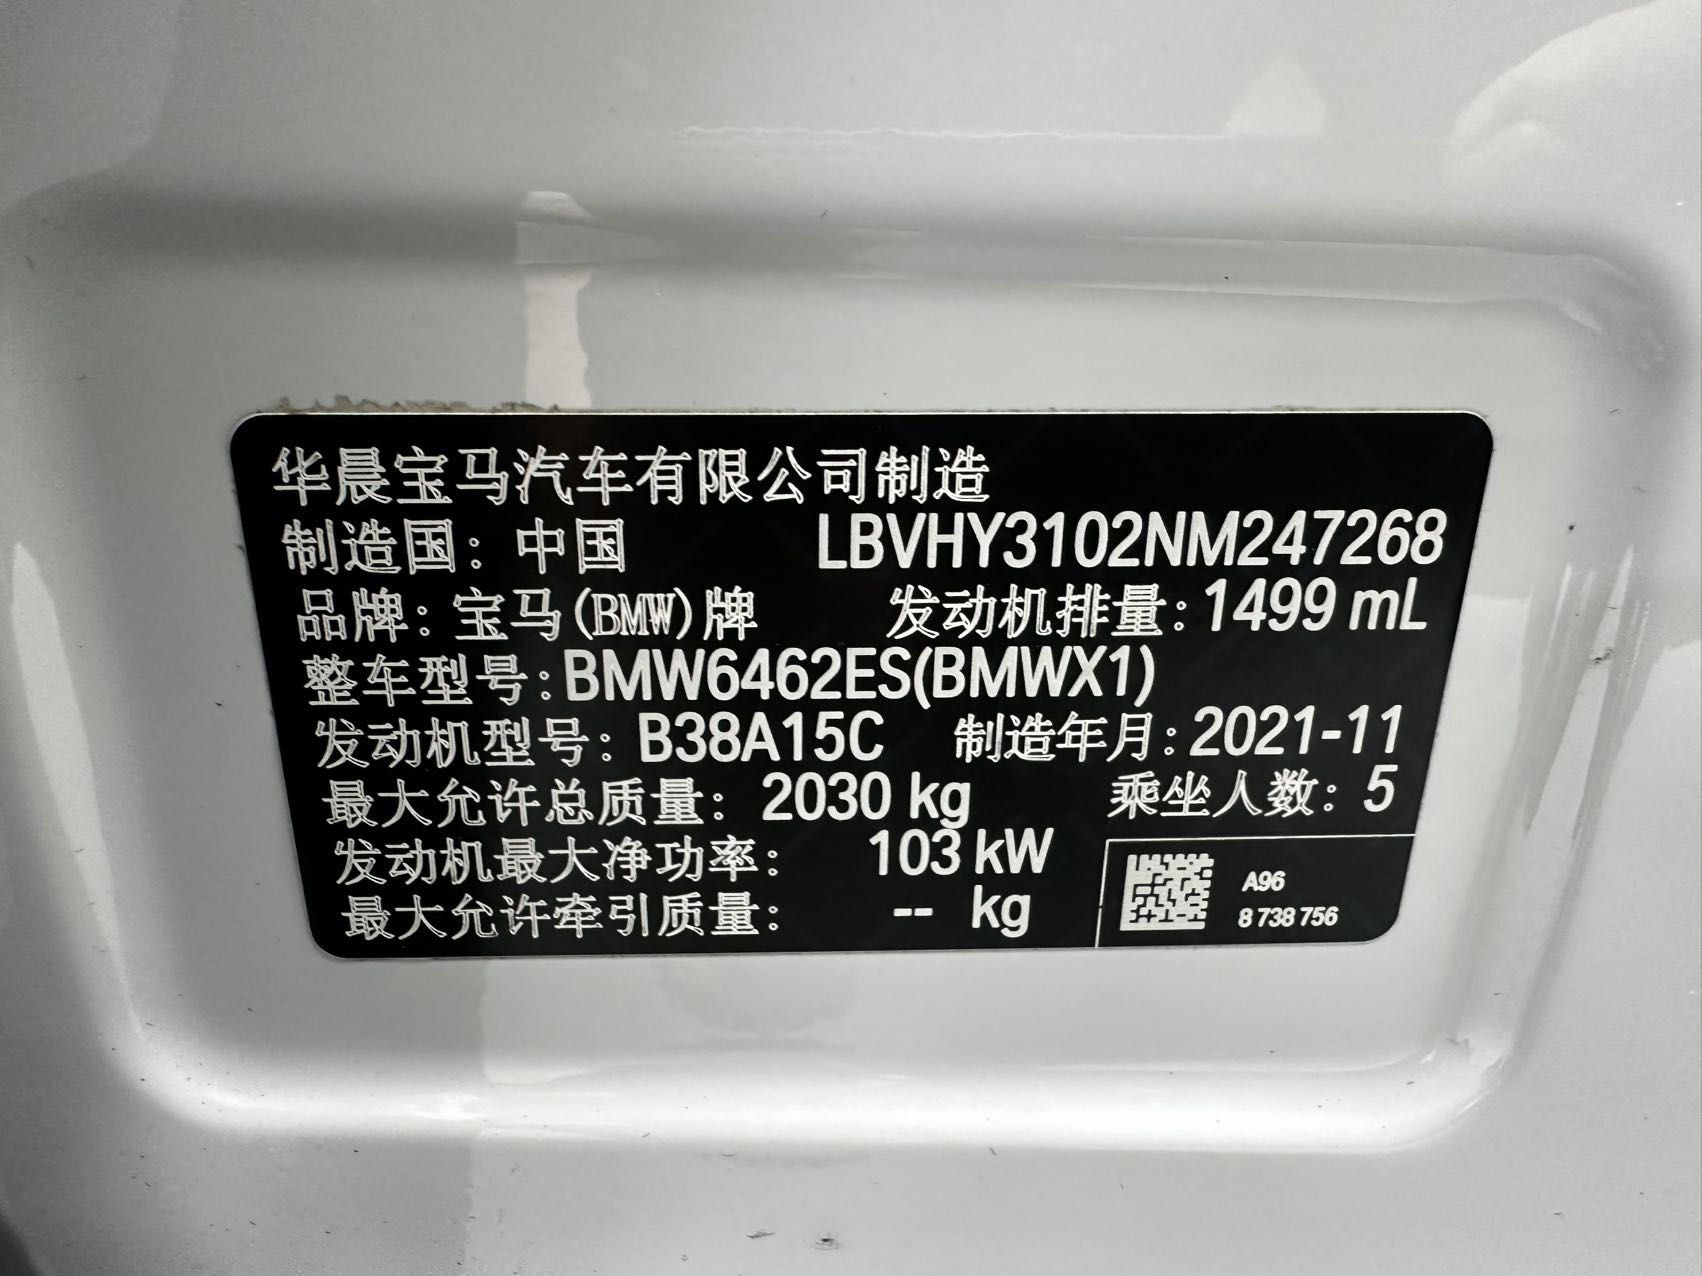 华晨宝马汽车有限公司制造
制造国：中国 LBVHY3102NM247268
品牌：宝马(BMW)牌 发动机排量：1499 mL
整车型号：BMW6462ES(BMWX1)
发动机型号：B38A15C 制造年月：2021-11
最大允许总质量：2030 kg 乘坐人数：5
发动机最大净功率：103 kW
最大允许牵引质量：-- kg
A96
8 738 756